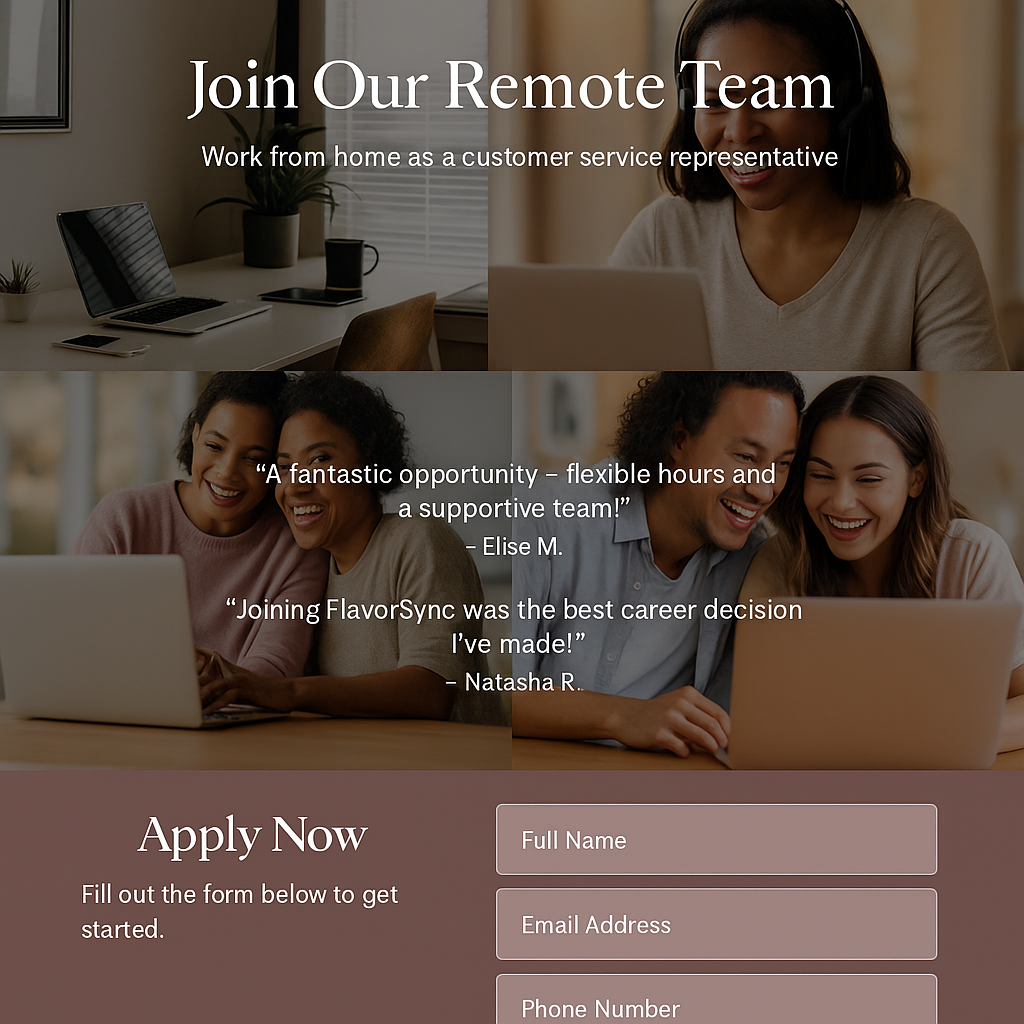 Join Our Remote Team
Work from home as a customer service representative
“A fantastic opportunity – flexible hours and
a supportive team!”
– Elise M.
“Joining FlavorSync was the best career decision
I’ve made!”
– Natasha R.
Apply Now
Fill out the form below to get
started.
Full Name
Email Address
Phone Number